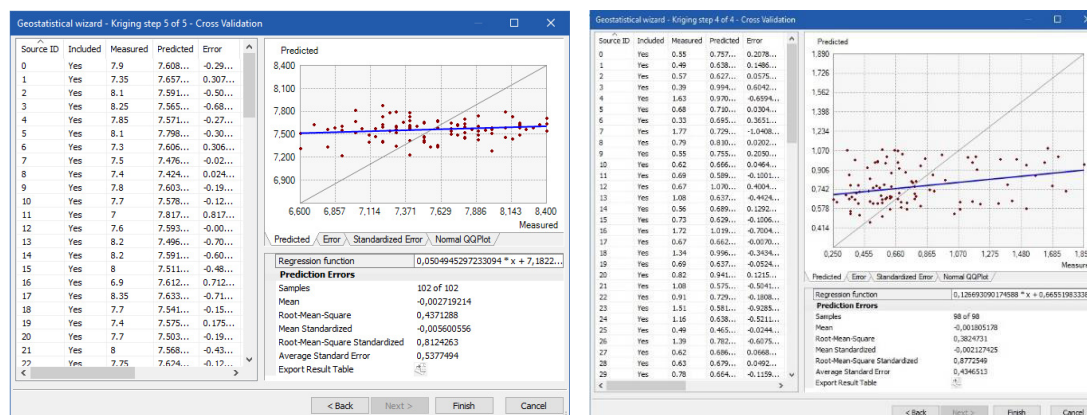 Geostatistical wizard - Kriging step 5 of 5 - Cross Validation
Source ID Included Measured Predicted Error
0 Yes 7.9 7.608... -0.29...
1 Yes 7.35 7.657... 0.307...
2 Yes 8.1 7.591... -0.50...
3 Yes 8.25 7.565... -0.68...
4 Yes 7.85 7.571... -0.27...
5 Yes 8.1 7.798... -0.30...
6 Yes 7.3 7.606... 0.306...
7 Yes 7.5 7.476... -0.02...
8 Yes 7.4 7.424... 0.024...
9 Yes 7.8 7.603... -0.19...
10 Yes 7.7 7.578... -0.12...
11 Yes 7 7.817... 0.817...
12 Yes 7.6 7.593... -0.00...
13 Yes 8.2 7.496... -0.70...
14 Yes 8.2 7.591... -0.60...
15 Yes 8 7.511... -0.48...
16 Yes 6.9 7.612... 0.712...
17 Yes 8.35 7.633... -0.71...
18 Yes 7.7 7.541... -0.15...
19 Yes 7.4 7.575... 0.175...
20 Yes 7.7 7.503... -0.19...
21 Yes 8 7.568... -0.43...
22 Yes 7.75 7.624... -0.12...
Predicted
8,400
8,100
7,800
7,500
7,200
6,900
6,600 6,857 7,114 7,371 7,629 7,886 8,143 8,400
Measured
Predicted Error Standardized Error Normal QQPlot
Regression function 0,0504945297233094 * x + 7,1822...
Prediction Errors
Samples 102 of 102
Mean -0,002719214
Root-Mean-Square 0,4371288
Mean Standardized -0,005600556
Root-Mean-Square Standardized 0,8124263
Average Standard Error 0,5377494
Export Result Table
< Back Next > Finish Cancel
Geostatistical wizard - Kriging step 4 of 4 - Cross Validation
Source ID Included Measured Predicted Error
0 Yes 0.55 0.757... 0.2078...
1 Yes 0.49 0.638... 0.1486...
2 Yes 0.57 0.627... 0.0575...
3 Yes 0.39 0.994... 0.6042...
4 Yes 1.63 0.970... -0.6594...
5 Yes 0.68 0.710... 0.0304...
6 Yes 0.33 0.695... 0.3651...
7 Yes 1.77 0.729... -1.0408...
8 Yes 0.79 0.810... 0.0202...
9 Yes 0.55 0.755... 0.2050...
10 Yes 0.62 0.666... 0.0464...
11 Yes 0.69 0.589... -0.1001...
12 Yes 0.67 1.070... 0.4004...
13 Yes 1.08 0.637... -0.4424...
14 Yes 0.56 0.689... 0.1292...
15 Yes 0.73 0.629... -0.1006...
16 Yes 1.72 1.019... -0.7004...
17 Yes 0.67 0.662... -0.0070...
18 Yes 1.34 0.996... -0.3434...
19 Yes 0.69 0.637... -0.0524...
20 Yes 0.82 0.941... 0.1215...
21 Yes 1.08 0.575... -0.5041...
22 Yes 0.91 0.729... -0.1808...
23 Yes 1.51 0.581... -0.9285...
24 Yes 1.16 0.638... -0.5211...
25 Yes 0.49 0.465... -0.0244...
26 Yes 1.39 0.782... -0.6075...
27 Yes 0.62 0.686... 0.0668...
28 Yes 0.63 0.679... 0.0492...
29 Yes 0.78 0.664... -0.1159...
Predicted
1,890
1,726
1,562
1,398
1,234
1,070
0,906
0,742
0,578
0,414
0,250 0,455 0,660 0,865 1,070 1,275 1,480 1,685
Predicted Error Standardized Error Normal QQPlot
Regression function 0,126693090174588 * x + 0,66551983338
Prediction Errors
Samples 98 of 98
Mean -0,001805178
Root-Mean-Square 0,3824731
Mean Standardized -0,002127425
Root-Mean-Square Standardized 0,8772549
Average Standard Error 0,4346513
Export Result Table
< Back Next > Finish Cancel